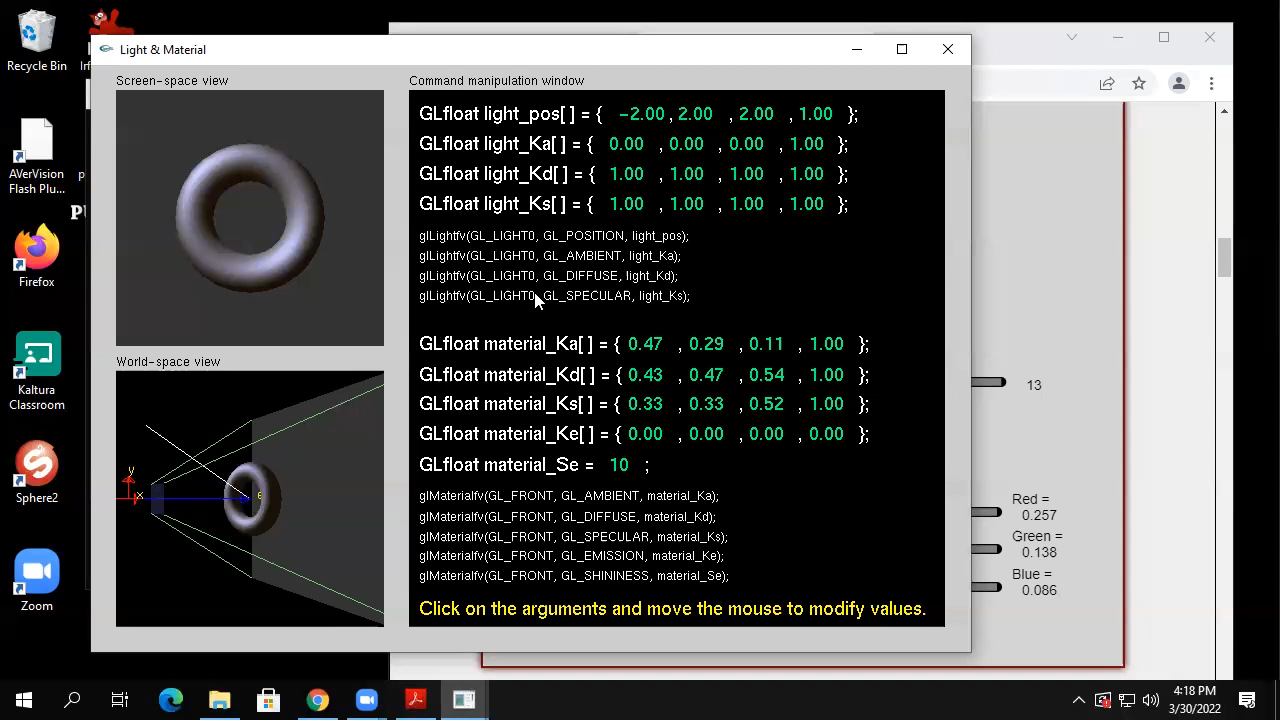 Recycle Bin
Irf
AVerVision
Flash Plu...
Firefox
Kaltura
Classroom
Sphere2
Zoom
Light & Material
Screen-space view
World-space view
y
x
Command manipulation window
GLfloat light_pos[ ] = { -2.00 , 2.00 , 2.00 , 1.00 };
GLfloat light_Ka[ ] = { 0.00 , 0.00 , 0.00 , 1.00 };
GLfloat light_Kd[ ] = { 1.00 , 1.00 , 1.00 , 1.00 };
GLfloat light_Ks[ ] = { 1.00 , 1.00 , 1.00 , 1.00 };
glLightfv(GL_LIGHT0, GL_POSITION, light_pos);
glLightfv(GL_LIGHT0, GL_AMBIENT, light_Ka);
glLightfv(GL_LIGHT0, GL_DIFFUSE, light_Kd);
glLightfv(GL_LIGHT0, GL_SPECULAR, light_Ks);
GLfloat material_Ka[ ] = { 0.47 , 0.29 , 0.11 , 1.00 };
GLfloat material_Kd[ ] = { 0.43 , 0.47 , 0.54 , 1.00 };
GLfloat material_Ks[ ] = { 0.33 , 0.33 , 0.52 , 1.00 };
GLfloat material_Ke[ ] = { 0.00 , 0.00 , 0.00 , 0.00 };
GLfloat material_Se = 10 ;
glMaterialfv(GL_FRONT, GL_AMBIENT, material_Ka);
glMaterialfv(GL_FRONT, GL_DIFFUSE, material_Kd);
glMaterialfv(GL_FRONT, GL_SPECULAR, material_Ks);
glMaterialfv(GL_FRONT, GL_EMISSION, material_Ke);
glMaterialfv(GL_FRONT, GL_SHININESS, material_Se);
Click on the arguments and move the mouse to modify values.
13
Red =
0.257
Green =
0.138
Blue =
0.086
4:18 PM
3/30/2022